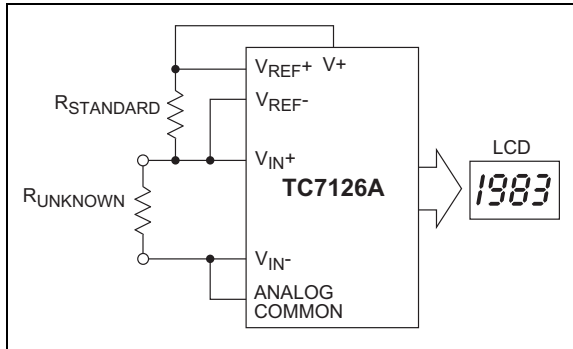 VREF+ V+
RSTANDARD
VREF-
VIN+
LCD
TC7126A
1983
RUNKNOWN
VIN-
ANALOG
COMMON